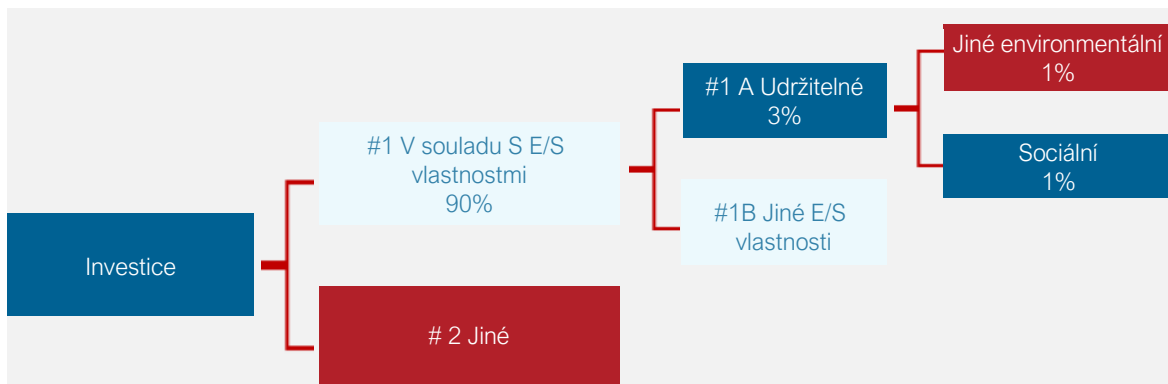 Investice
#1 V souladu S E/S
vlastnostmi
90%
# 2 Jiné
#1 A Udržitelné
3%
#1B Jiné E/S
vlastnosti
Jiné environmentální
1%
Sociální
1%